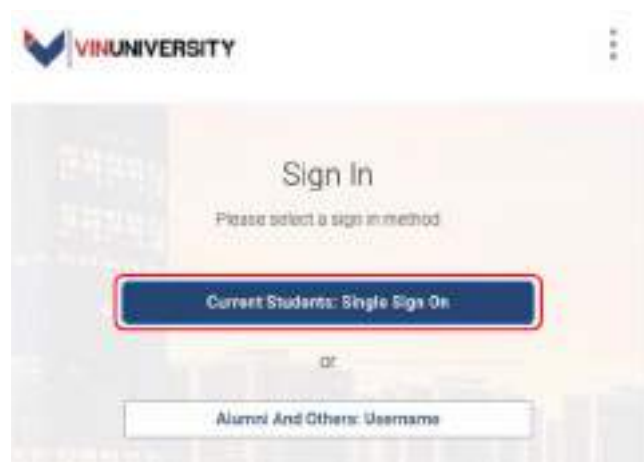 VINUNIVERSITY
Sign In
Please select a sign in method
Current Students: Single Sign On
or
Alumni And Others: Username